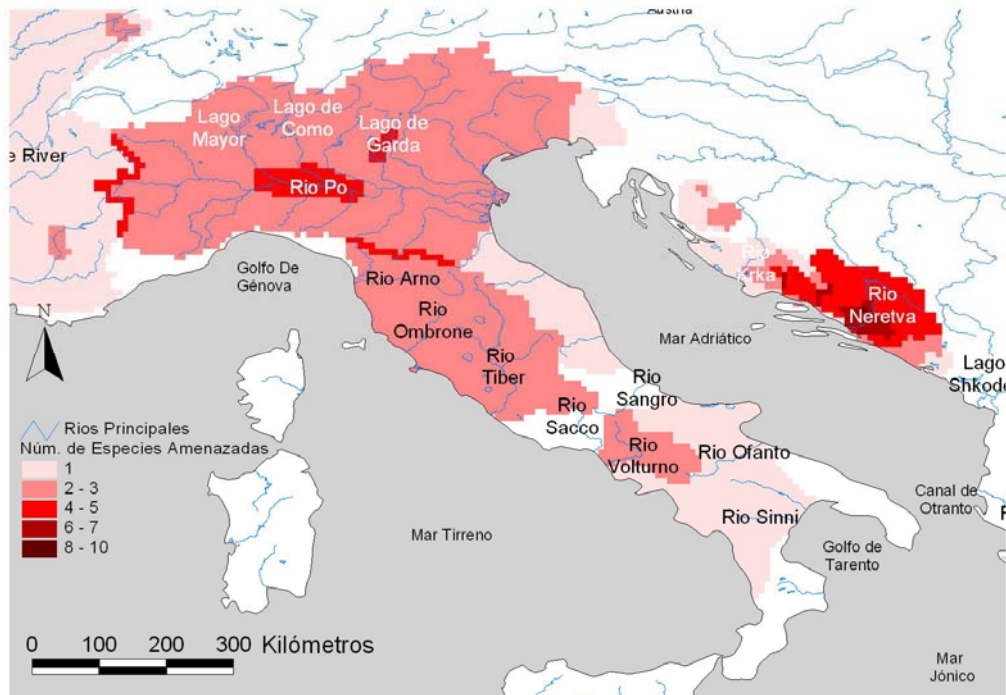 Lago Mayor
Lago de Como
Lago de Garda
e River
Rio Po
Golfo De Génova
Rio Arno
Rio Ombrone
Rio Tiber
Rio Krka
Rio Neretva
Mar Adriático
Lago Shkode
N
Rio Sangro
Rio Sacco
Rio Volturno
Rio Ofanto
Rio Sinni
Canal de Otranto
Golfo de Tarento
Mar Tirreno
Mar Jónico
Rios Principales
Núm. de Especies Amenazadas
1
2 - 3
4 - 5
6 - 7
8 - 10
0 100 200 300 Kilómetros